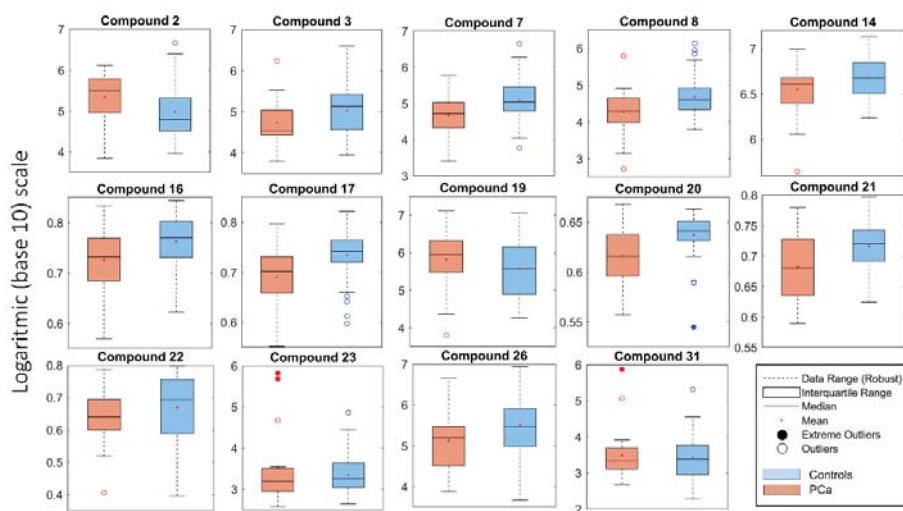 Compound 2 Compound 3 Compound 7 Compound 8 Compound 14
7 7 7 6 7
6 6 6 5 6.5
5 5 5 4 6
4 4 4 3
3
Logaritmic (base 10) scale
Compound 16 Compound 17 Compound 19 Compound 20 Compound 21
0.8 0.8 7 0.65 0.8
0.7 0.7 6 0.6 0.75
0.6 0.6 5 0.55 0.7
4 0.65
0.6
0.55
Compound 22 Compound 23 Compound 26 Compound 31
0.8 6 7 6
0.7 5 6 5
0.6 4 5 4
0.5 3 4 3
0.4 2
Data Range (Robust)
Interquartile Range
Median
Mean
Extreme Outliers
Outliers
Controls
PCa